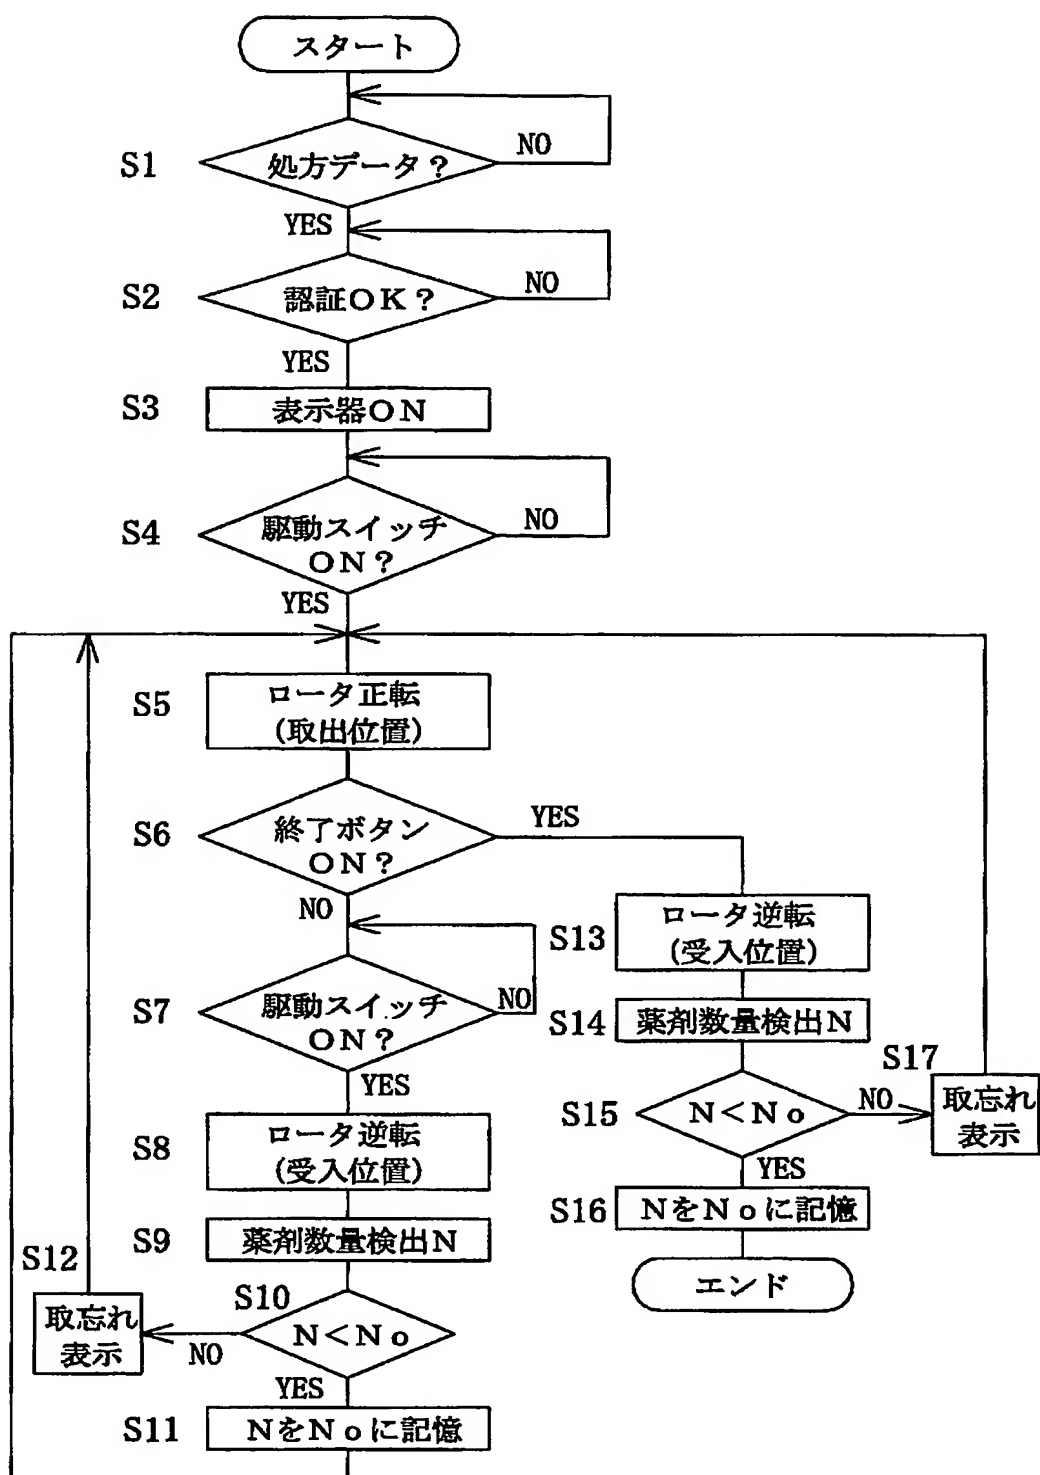 スタート
S1
処方データ?
NO
YES
S2
認証OK?
NO
YES
S3
表示器ON
S4
駆動スイッチ
ON?
NO
YES
S5
ロータ正転
(取出位置)
S6
終了ボタン
ON?
YES
NO
S7
駆動スイッチ
ON?
NO
YES
S8
ロータ逆転
(受入位置)
S9
薬剤数量検出N
S10
N<No
NO
YES
S12
取忘れ
表示
S11
NをNoに記憶
S13
ロータ逆転
(受入位置)
S14
薬剤数量検出N
S15
N<No
NO
YES
S17
取忘れ
表示
S16
NをNoに記憶
エンド